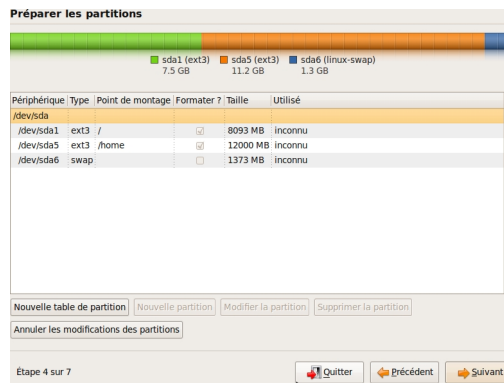 Préparer les partitions
sda1 (ext3) sda5 (ext3) sda6 (linux-swap)
7.5 GB 11.2 GB 1.3 GB
Périphérique Type Point de montage Formater ? Taille Utilisé
/dev/sda
/dev/sda1 ext3 / 8093 MB inconnu
/dev/sda5 ext3 /home 12000 MB inconnu
/dev/sda6 swap 1373 MB inconnu
Nouvelle table de partition Nouvelle partition Modifier la partition Supprimer la partition
Annuler les modifications des partitions
Étape 4 sur 7 Quitter Précédent Suivant